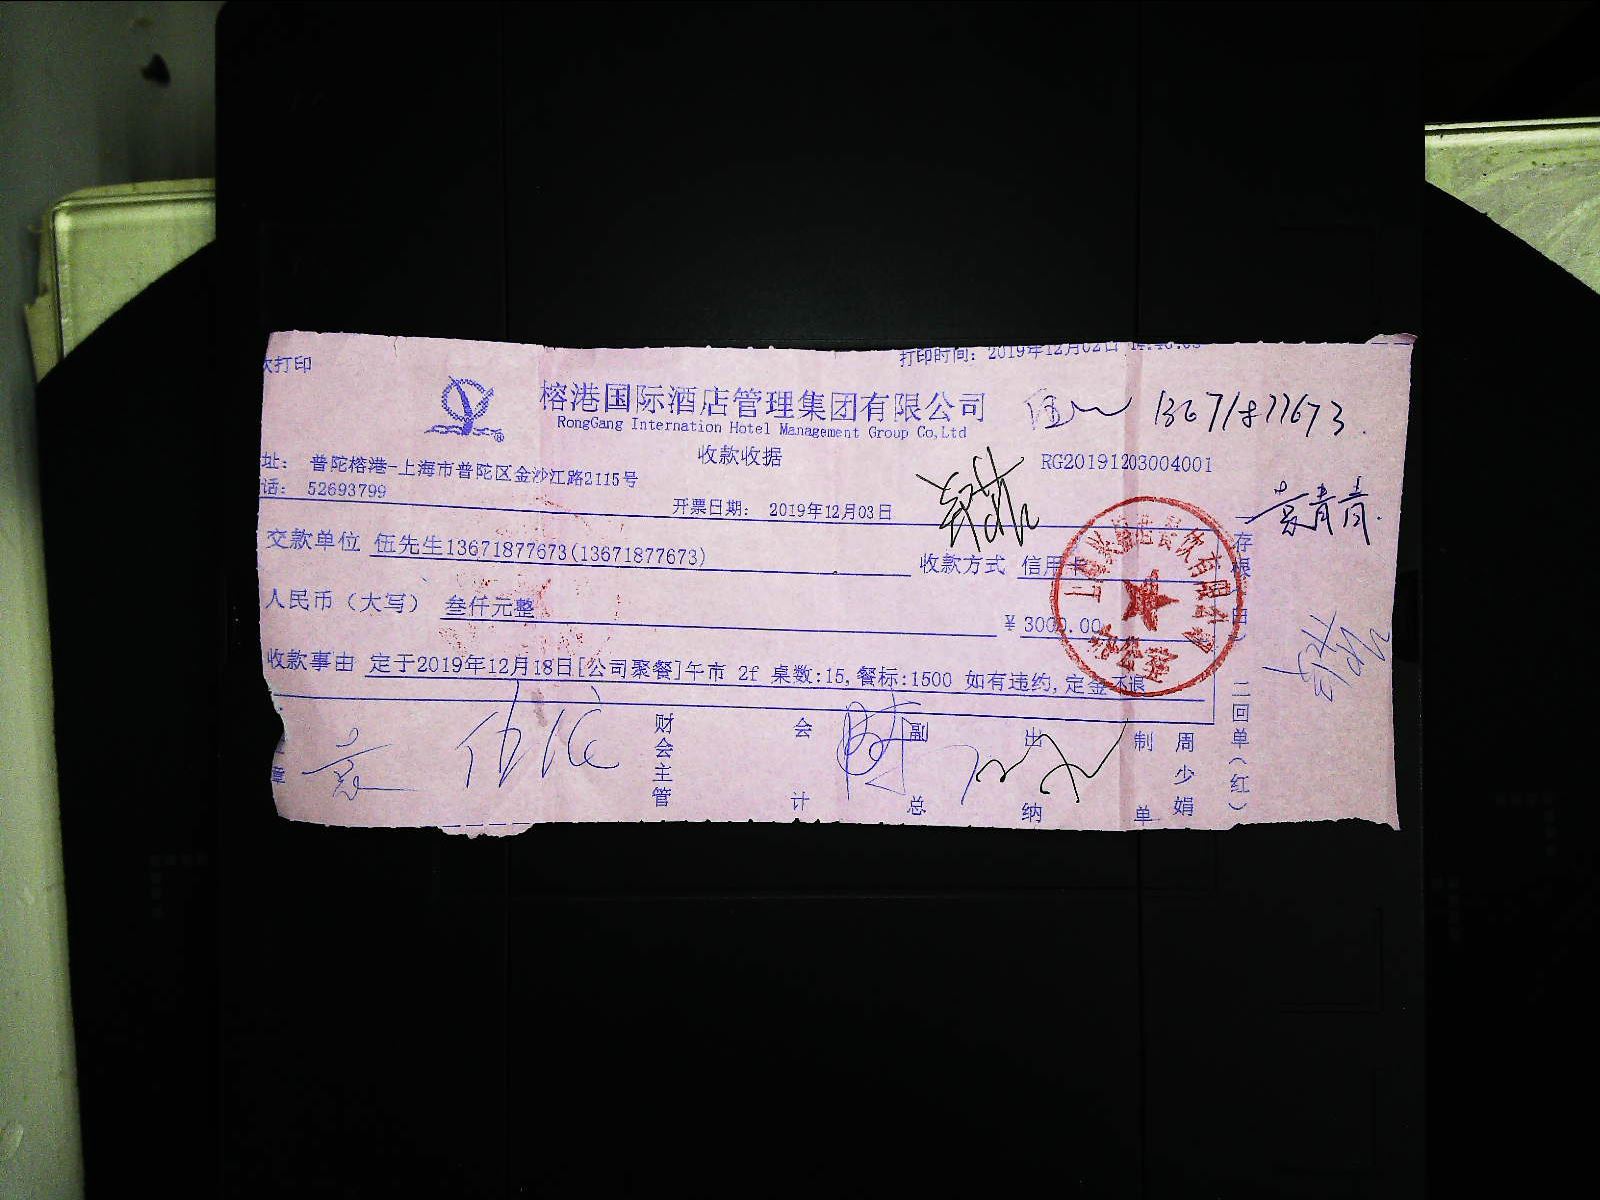 次打印
打印时间: 2019年12月02日
榕港国际酒店管理集团有限公司
RongGang Internation Hotel Management Group Co,Ltd
13671877673
收款收据
RG20191203004001
址: 普陀榕港-上海市普陀区金沙江路2115号
话: 52693799
开票日期: 2019年12月03日
青青
交款单位 伍先生13671877673(13671877673)
收款方式 信用卡
人民币（大写） 叁仟元整
¥3000.00
收款事由 定于2019年12月18日[公司聚餐]午市 2f 桌数:15,餐标:1500 如有违约,定金不退
章
财会主管
会计
副总
出纳
制单
周少娟
存根（白）
二回单（红）